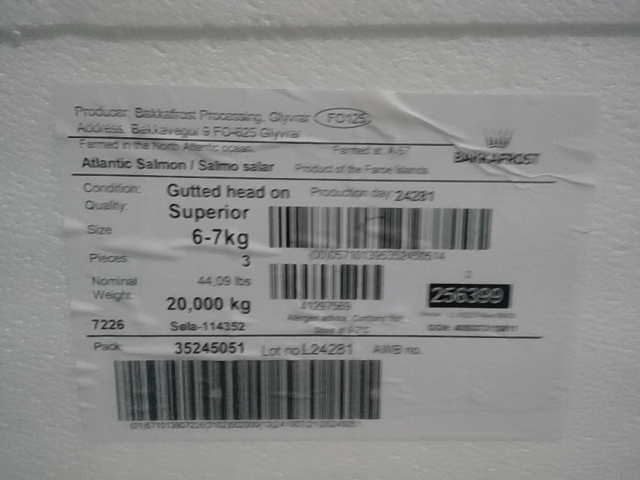 Producer: Bakkafrost Processing, Glyvrar FO125
Address: Bakkavegur 9 FO-625 Glyvrar
Farmed in the North Atlantic ocean Farmed at: A-57
BAKKAFROST
Atlantic Salmon / Salmo salar Product of the Faroe Islands
Condition: Gutted head on Production day: 24281
Quality: Superior
Size 6-7kg
Pieces: 3
Nominal 44,09 lbs
Weight: 20,000 kg
41297569
256399
7226 Søla-114352
Pack 35245051 Lot no L24281 AWB no.